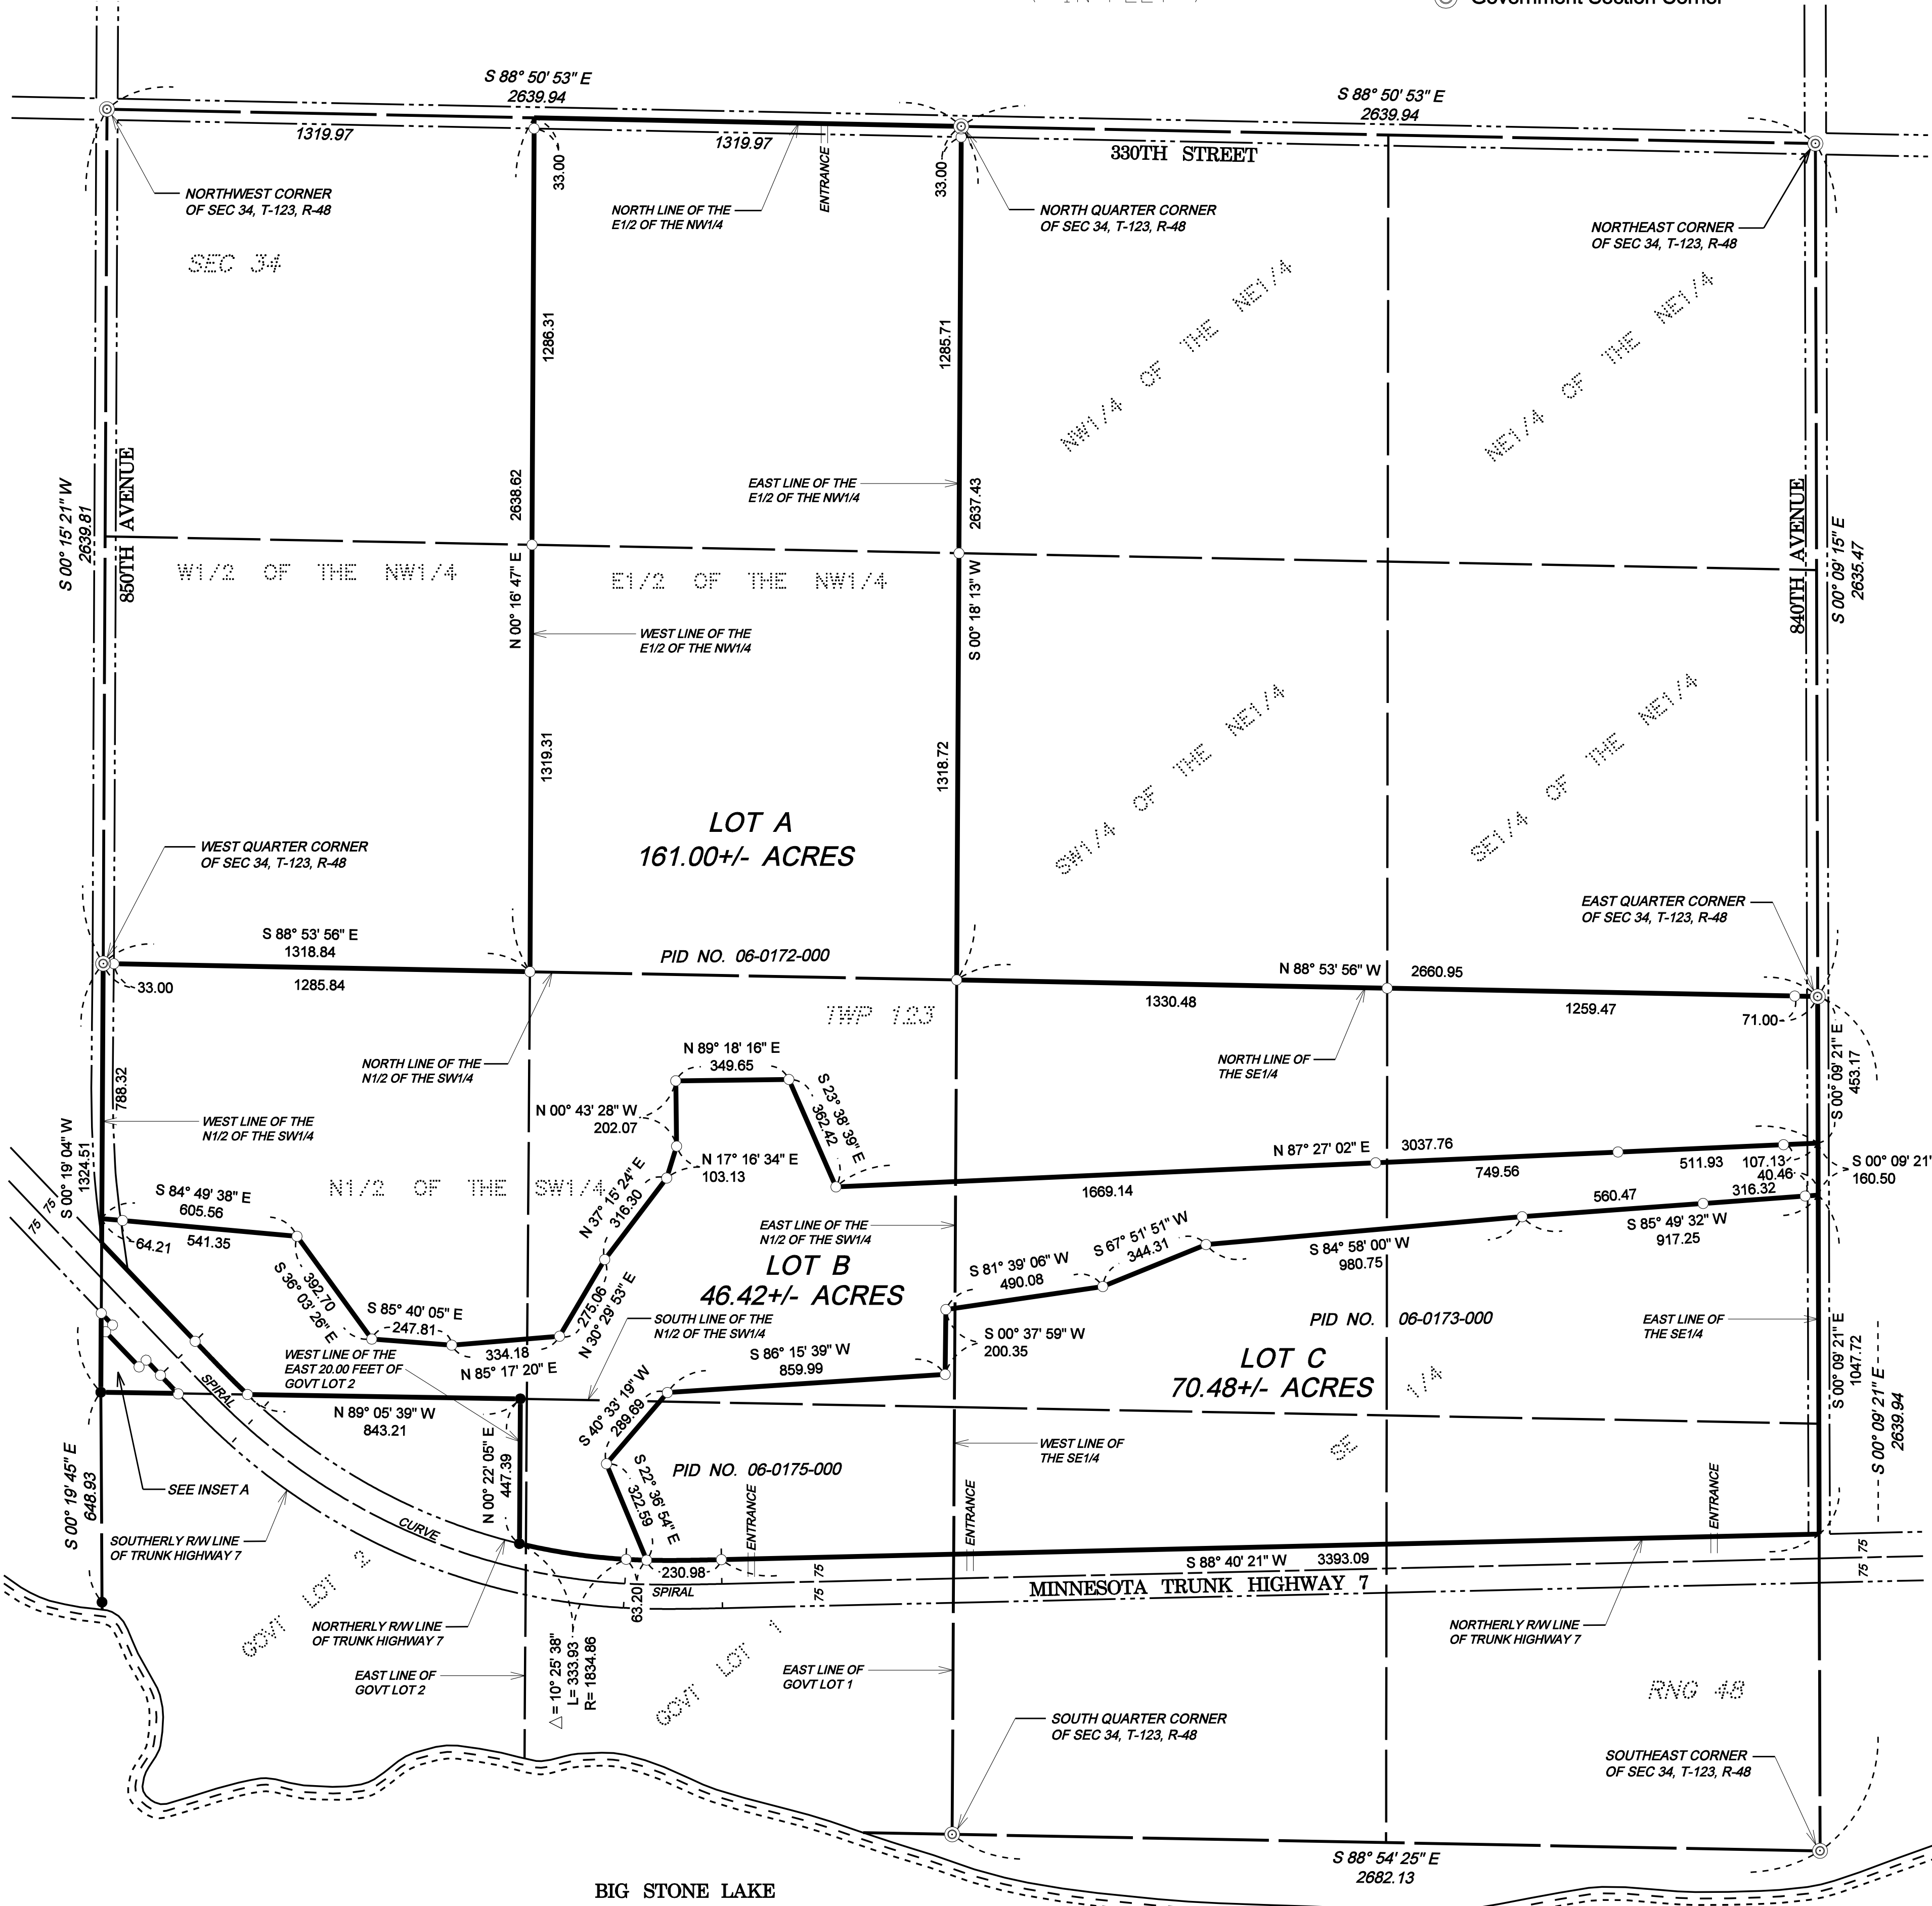 Government Section Corner
S 88° 50' 53" E
2639.94
S 88° 50' 53" E
2639.94
1319.97
1319.97
33.00
33.00
ENTRANCE
330TH STREET
NORTHWEST CORNER
OF SEC 34, T-123, R-48
NORTH LINE OF THE
E1/2 OF THE NW1/4
NORTH QUARTER CORNER
OF SEC 34, T-123, R-48
NORTHEAST CORNER
OF SEC 34, T-123, R-48
SEC 34
NW1/4 OF THE NE1/4
NE1/4 OF THE NE1/4
1286.31
1285.71
S 00° 15' 21" W
2639.81
850TH AVENUE
2638.62
N 00° 16' 47" E
EAST LINE OF THE
E1/2 OF THE NW1/4
2637.43
S 00° 18' 13" W
840TH AVENUE
S 00° 09' 15" E
2635.47
W1/2 OF THE NW1/4
E1/2 OF THE NW1/4
WEST LINE OF THE
E1/2 OF THE NW1/4
1319.31
1318.72
SW1/4 OF THE NE1/4
SE1/4 OF THE NE1/4
LOT A
161.00+/- ACRES
WEST QUARTER CORNER
OF SEC 34, T-123, R-48
EAST QUARTER CORNER
OF SEC 34, T-123, R-48
S 88° 53' 56" E
1318.84
1285.84
33.00
PID NO. 06-0172-000
N 88° 53' 56" W 2660.95
1330.48
1259.47
71.00
TWP 123
NORTH LINE OF THE
N1/2 OF THE SW1/4
NORTH LINE OF
THE SE1/4
S 00° 09' 21" E
453.17
788.32
WEST LINE OF THE
N1/2 OF THE SW1/4
S 00° 19' 04" W
1324.51
N 89° 18' 16" E
349.65
N 00° 43' 28" W
202.07
S 23° 38' 39" E
362.42
N 17° 16' 34" E
103.13
N 37° 15' 24" E
316.30
N 87° 27' 02" E 3037.76
1669.14
749.56
511.93
107.13
40.46
S 00° 09' 21"
160.50
S 84° 49' 38" E
605.56
541.35
64.21
N1/2 OF THE SW1/4
560.47
316.32
S 85° 49' 32" W
917.25
EAST LINE OF THE
N1/2 OF THE SW1/4
S 67° 51' 51" W
344.31
S 84° 58' 00" W
980.75
S 81° 39' 06" W
490.08
LOT B
46.42+/- ACRES
75
75
392.70
S 36° 03' 26" E
S 85° 40' 05" E
247.81
275.06
N 30° 29' 53" E
334.18
N 85° 17' 20" E
SOUTH LINE OF THE
N1/2 OF THE SW1/4
S 00° 37' 59" W
200.35
PID NO. 06-0173-000
EAST LINE OF
THE SE1/4
WEST LINE OF THE
EAST 20.00 FEET OF
GOVT LOT 2
S 86° 15' 39" W
859.99
LOT C
70.48+/- ACRES
S 00° 09' 21" E
1047.72
S 00° 09' 21" E
2639.94
SPIRAL
N 89° 05' 39" W
843.21
S 40° 33' 19" W
289.69
SE 1/4
N 00° 22' 05" E
447.39
S 22° 36' 54" E
322.59
PID NO. 06-0175-000
WEST LINE OF
THE SE1/4
SEE INSET A
S 00° 19' 45" E
648.93
SOUTHERLY R/W LINE
OF TRUNK HIGHWAY 7
CURVE
ENTRANCE
ENTRANCE
ENTRANCE
S 88° 40' 21" W 3393.09
230.98
SPIRAL
63.20
75
75
MINNESOTA TRUNK HIGHWAY 7
75
75
GOVT LOT 2
NORTHERLY R/W LINE
OF TRUNK HIGHWAY 7
NORTHERLY R/W LINE
OF TRUNK HIGHWAY 7
△= 10° 25' 38"
L= 333.93
R= 1834.86
EAST LINE OF
GOVT LOT 2
GOVT LOT 1
EAST LINE OF
GOVT LOT 1
RNG 48
SOUTH QUARTER CORNER
OF SEC 34, T-123, R-48
SOUTHEAST CORNER
OF SEC 34, T-123, R-48
S 88° 54' 25" E
2682.13
BIG STONE LAKE